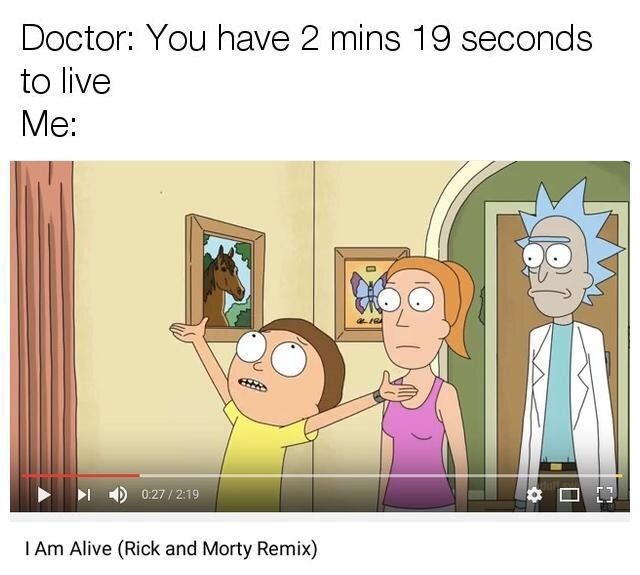 Doctor: You have 2 mins 19 seconds
to live
Me:
0:27 / 2:19
I Am Alive (Rick and Morty Remix)